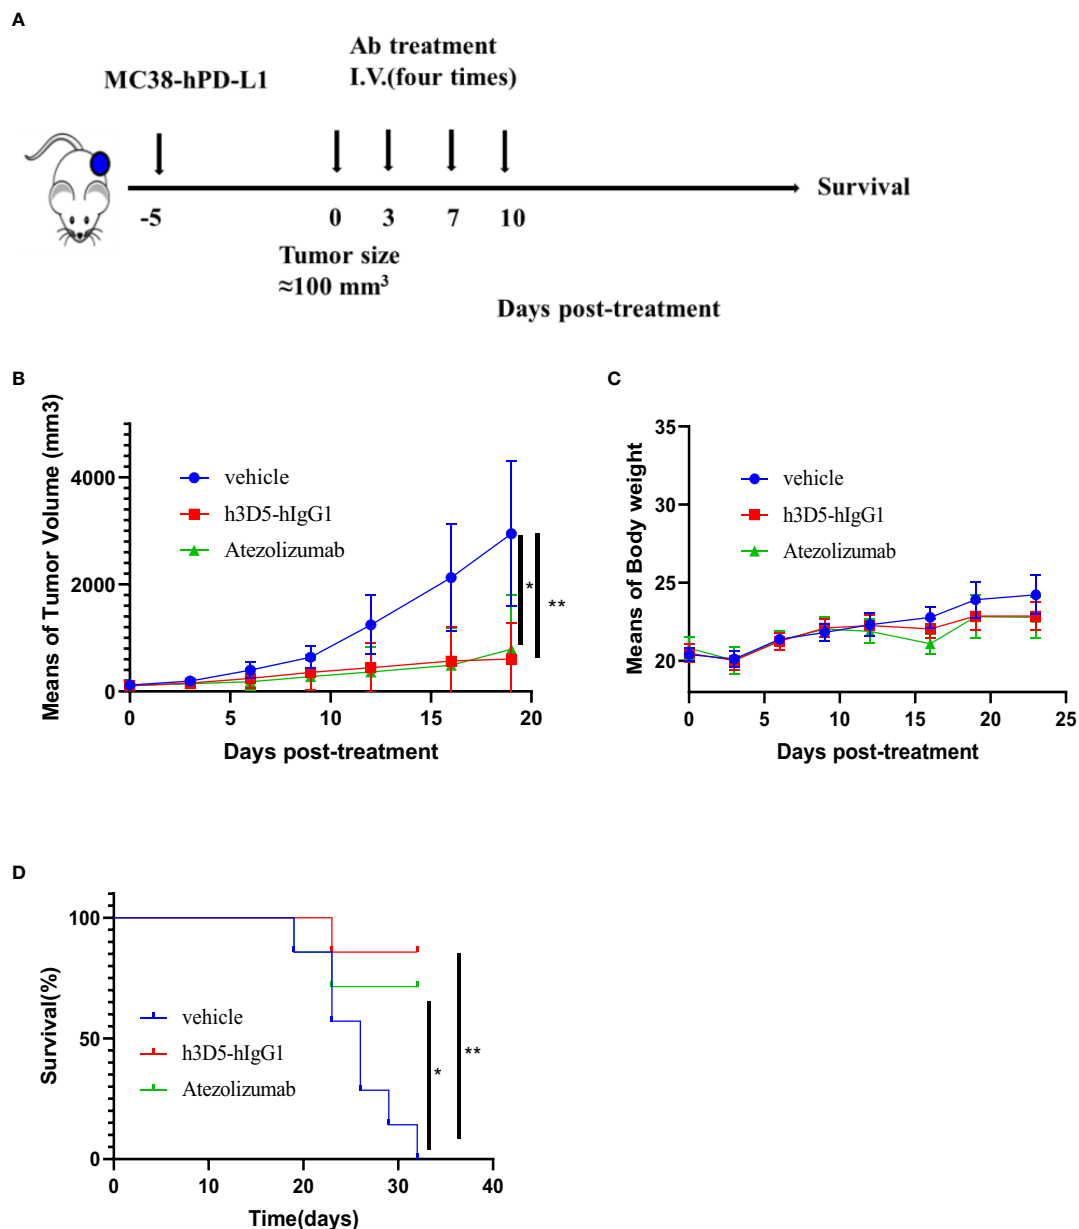 A
MC38-hPD-L1
Ab treatment
I.V.(four times)
-5
0
3
7
10
Survival
Tumor size
≈100 mm³
Days post-treatment
B
Means of Tumor Volume (mm3)
4000
2000
0
vehicle
h3D5-hIgG1
Atezolizumab
*
**
0
5
10
15
20
Days post-treatment
C
Means of Body weight
35
30
25
20
vehicle
h3D5-hIgG1
Atezolizumab
0
5
10
15
20
25
Days post-treatment
D
Survival(%)
100
50
0
vehicle
h3D5-hIgG1
Atezolizumab
*
**
0
10
20
30
40
Time(days)